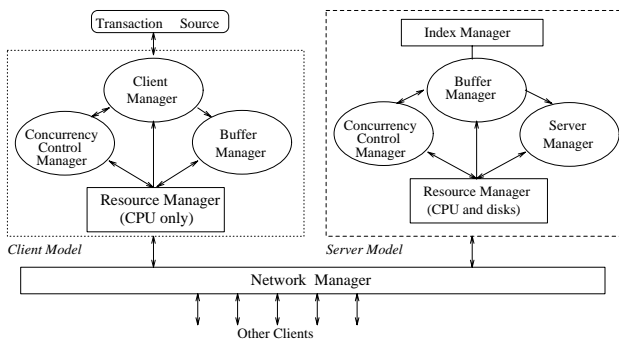 Transaction Source
Client
Manager
Concurrency
Control
Manager
Buffer
Manager
Resource Manager
(CPU only)
Client Model
Index Manager
Buffer
Manager
Concurrency
Control
Manager
Server
Manager
Resource Manager
(CPU and disks)
Server Model
Network Manager
Other Clients